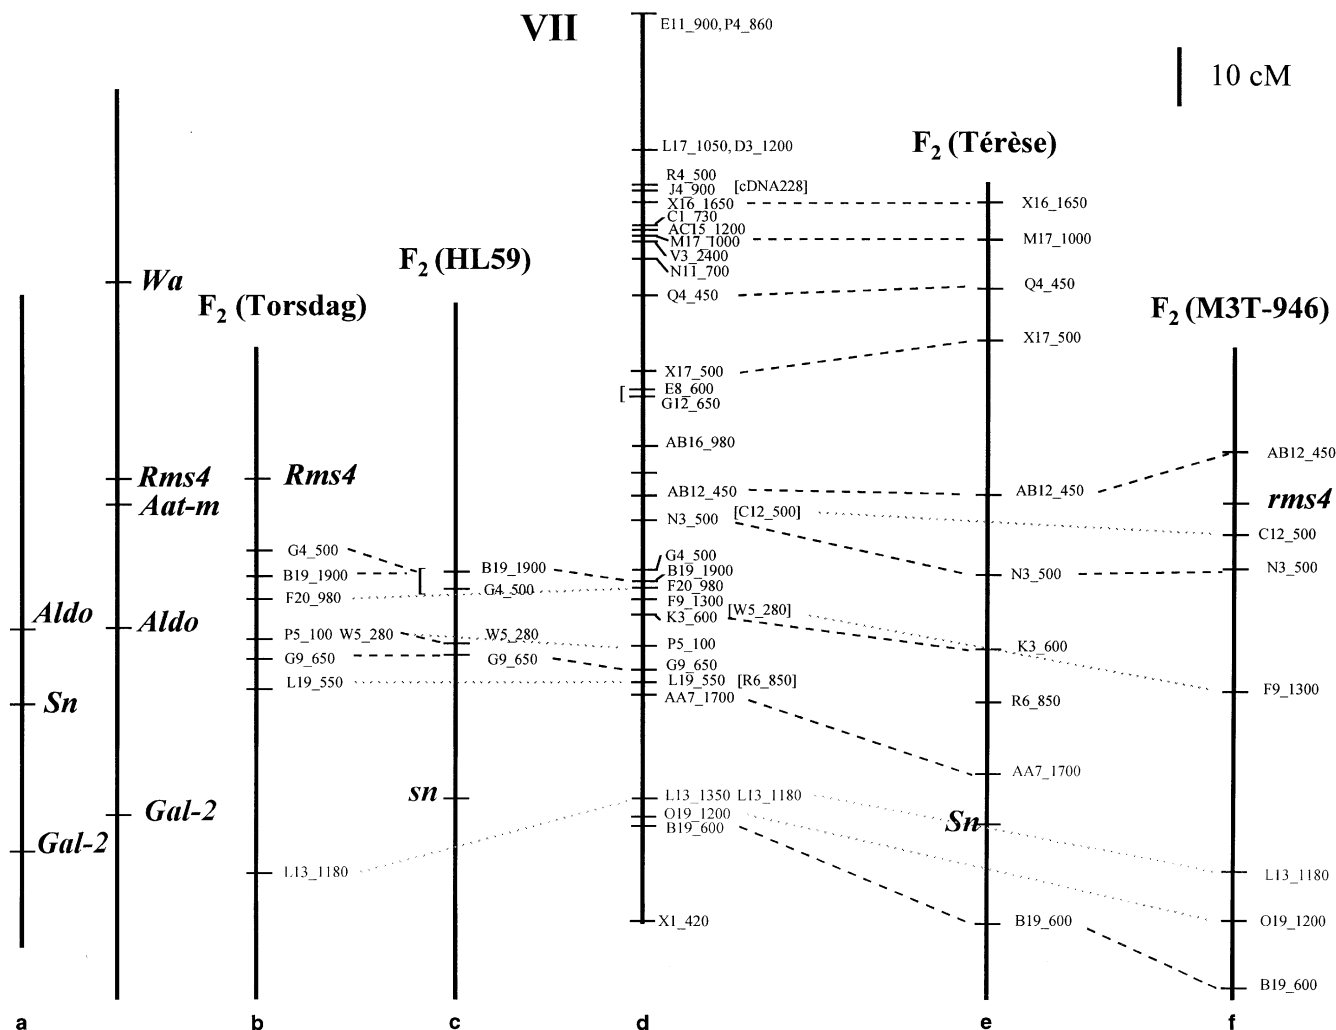 VII
10 cM
Wa
Rms4
Aat-m
Aldo
Gal-2
Aldo
Sn
Gal-2
a
F2 (Torsdag)
Rms4
G4_500
B19_1900
F20_980
P5_100 W5_280
G9_650
L19_550
L13_1180
b
F2 (HL59)
B19_1900
G4_500
W5_280
G9_650
sn
c
E11_900, P4_860
L17_1050, D3_1200
R4_500
J4_900 [cDNA228]
X16_1650
C1_730
AC15_1200
M17_1000
V3_2400
N11_700
Q4_450
X17_500
[ E8_600
G12_650
AB16_980
AB12_450
N3_500 [C12_500]
G4_500
B19_1900
F20_980
F9_1300
K3_600 [W5_280]
P5_100
G9_650
L19_550 [R6_850]
AA7_1700
L13_1350 L13_1180
O19_1200
B19_600
X1_420
d
F2 (Térèse)
X16_1650
M17_1000
Q4_450
X17_500
AB12_450
N3_500
K3_600
R6_850
AA7_1700
Sn
B19_600
e
F2 (M3T-946)
AB12_450
rms4
C12_500
N3_500
F9_1300
L13_1180
O19_1200
B19_600
f